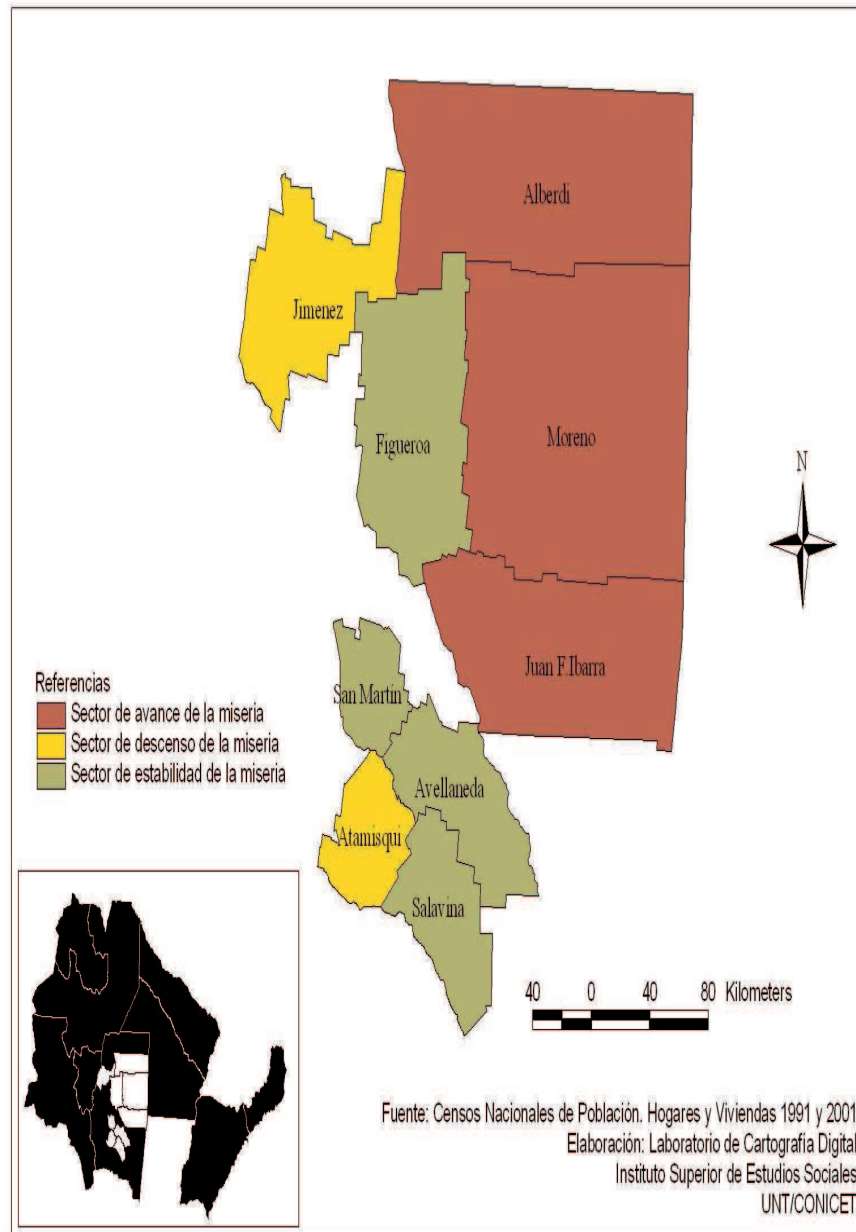 Alberdi
Jimenez
Figueroa
Moreno
N
Juan F.Ibarra
San Martín
Avellaneda
Atamisqui
Salavina
Referencias
Sector de avance de la miseria
Sector de descenso de la miseria
Sector de estabilidad de la miseria
40 0 40 80 Kilometers
Fuente: Censos Nacionales de Población. Hogares y Viviendas 1991 y 2001
Elaboración: Laboratorio de Cartografía Digital
Instituto Superior de Estudios Sociales
UNT/CONICET